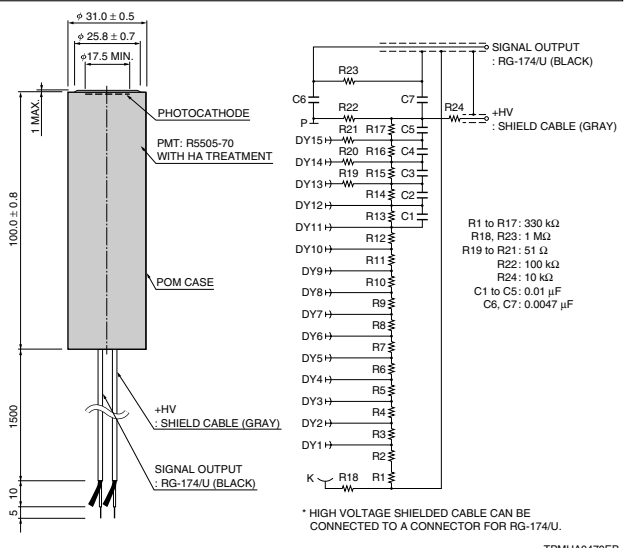 ϕ 31.0 ± 0.5
ϕ 25.8 ± 0.7
ϕ17.5 MIN.
1 MAX.
PHOTOCATHODE
PMT: R5505-70
WITH HA TREATMENT
100.0 ± 0.8
POM CASE
1500
+HV
: SHIELD CABLE (GRAY)
SIGNAL OUTPUT
: RG-174/U (BLACK)
10
5
SIGNAL OUTPUT
: RG-174/U (BLACK)
R23
C6
C7
R22
R24
+HV
: SHIELD CABLE (GRAY)
P
R17
C5
DY15
R21
R16
C4
DY14
R20
R15
C3
DY13
R19
R14
C2
DY12
R13
C1
DY11
R12
DY10
R11
DY9
R10
DY8
R9
DY7
R8
DY6
R7
DY5
R6
DY4
R5
DY3
R4
DY2
R3
DY1
R2
K
R18
R1
R1 to R17: 330 kΩ
R18, R23: 1 MΩ
R19 to R21: 51 Ω
R22: 100 kΩ
R24: 10 kΩ
C1 to C5: 0.01 µF
C6, C7: 0.0047 µF
* HIGH VOLTAGE SHIELDED CABLE CAN BE
CONNECTED TO A CONNECTOR FOR RG-174/U.